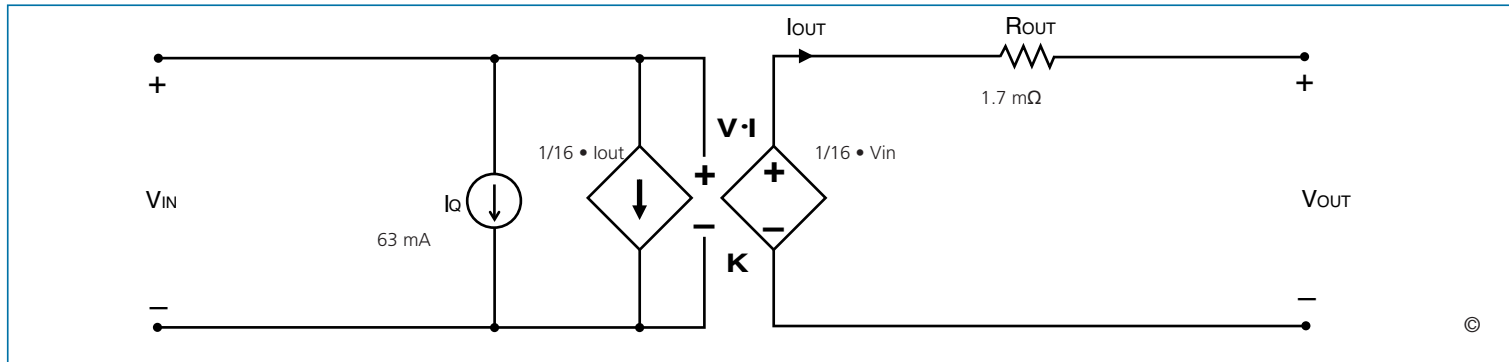 IOUT
ROUT
+
+
1.7 mΩ
V•I
1/16 • Iout
1/16 • Vin
+
+
VIN
IQ
VOUT
−
−
63 mA
K
−
−
©